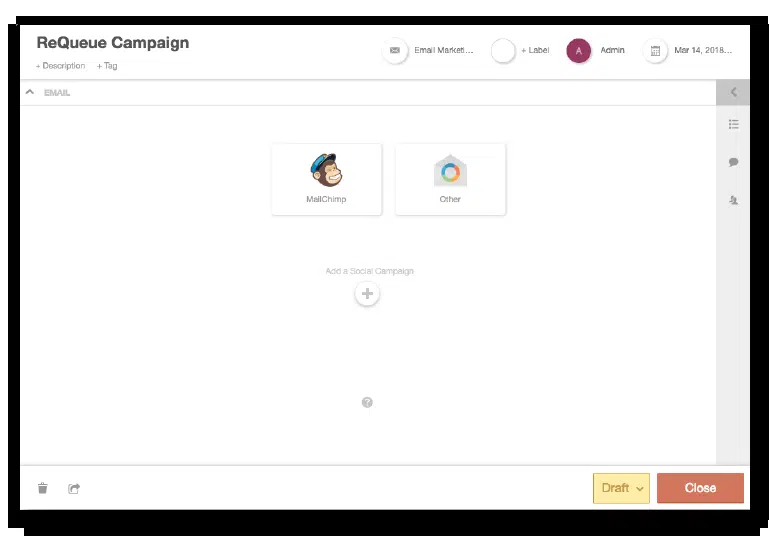 ReQueue Campaign
+ Description + Tag
Email Marketi...
+ Label
A
Admin
Mar 14, 2018...
EMAIL
MailChimp
Other
Add a Social Campaign
Draft
Close